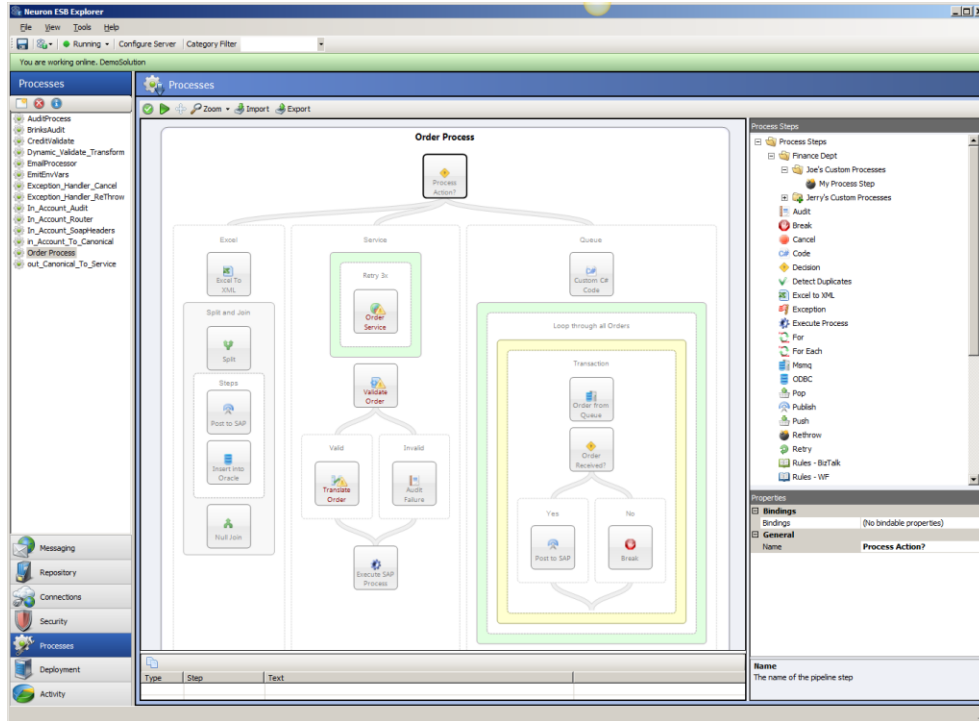 Neuron ESB Explorer
File View Tools Help
Running Configure Server Category Filter
You are working online. DemoSolution
Processes
AuditProcess
BrinksAudit
CreditValidate
Dynamic_Validate_Transform
EmailProcessor
EmitEnvVars
Exception_Handler_Cancel
Exception_Handler_ReThrow
In_Account_Audit
In_Account_Router
In_Account_SoapHeaders
in_Account_To_Canonical
Order Process
out_Canonical_To_Service
Messaging
Repository
Connections
Security
Processes
Deployment
Activity
Processes
Zoom Import Export
Order Process
Process
Action?
Excel
Excel To
XML
Split and Join
Split
Steps
Post to SAP
Insert into
Oracle
Null Join
Service
Retry 3x
Order
Service
Validate
Order
Valid
Translate
Order
Invalid
Audit
Failure
Execute SAP
Process
Queue
Custom C#
Code
Loop through all Orders
Transaction
Order from
Queue
Order
Received?
Yes
Post to SAP
No
Break
Type Step Text
Process Steps
Process Steps
Finance Dept
Joe's Custom Processes
My Process Step
Jerry's Custom Processes
Audit
Break
Cancel
C# Code
Decision
Detect Duplicates
Excel to XML
Exception
Execute Process
For
For Each
Msmq
ODBC
Pop
Publish
Push
Rethrow
Retry
Rules - BizTalk
Rules - WF
Properties
Bindings
Bindings (No bindable properties)
General
Name Process Action?
Name
The name of the pipeline step